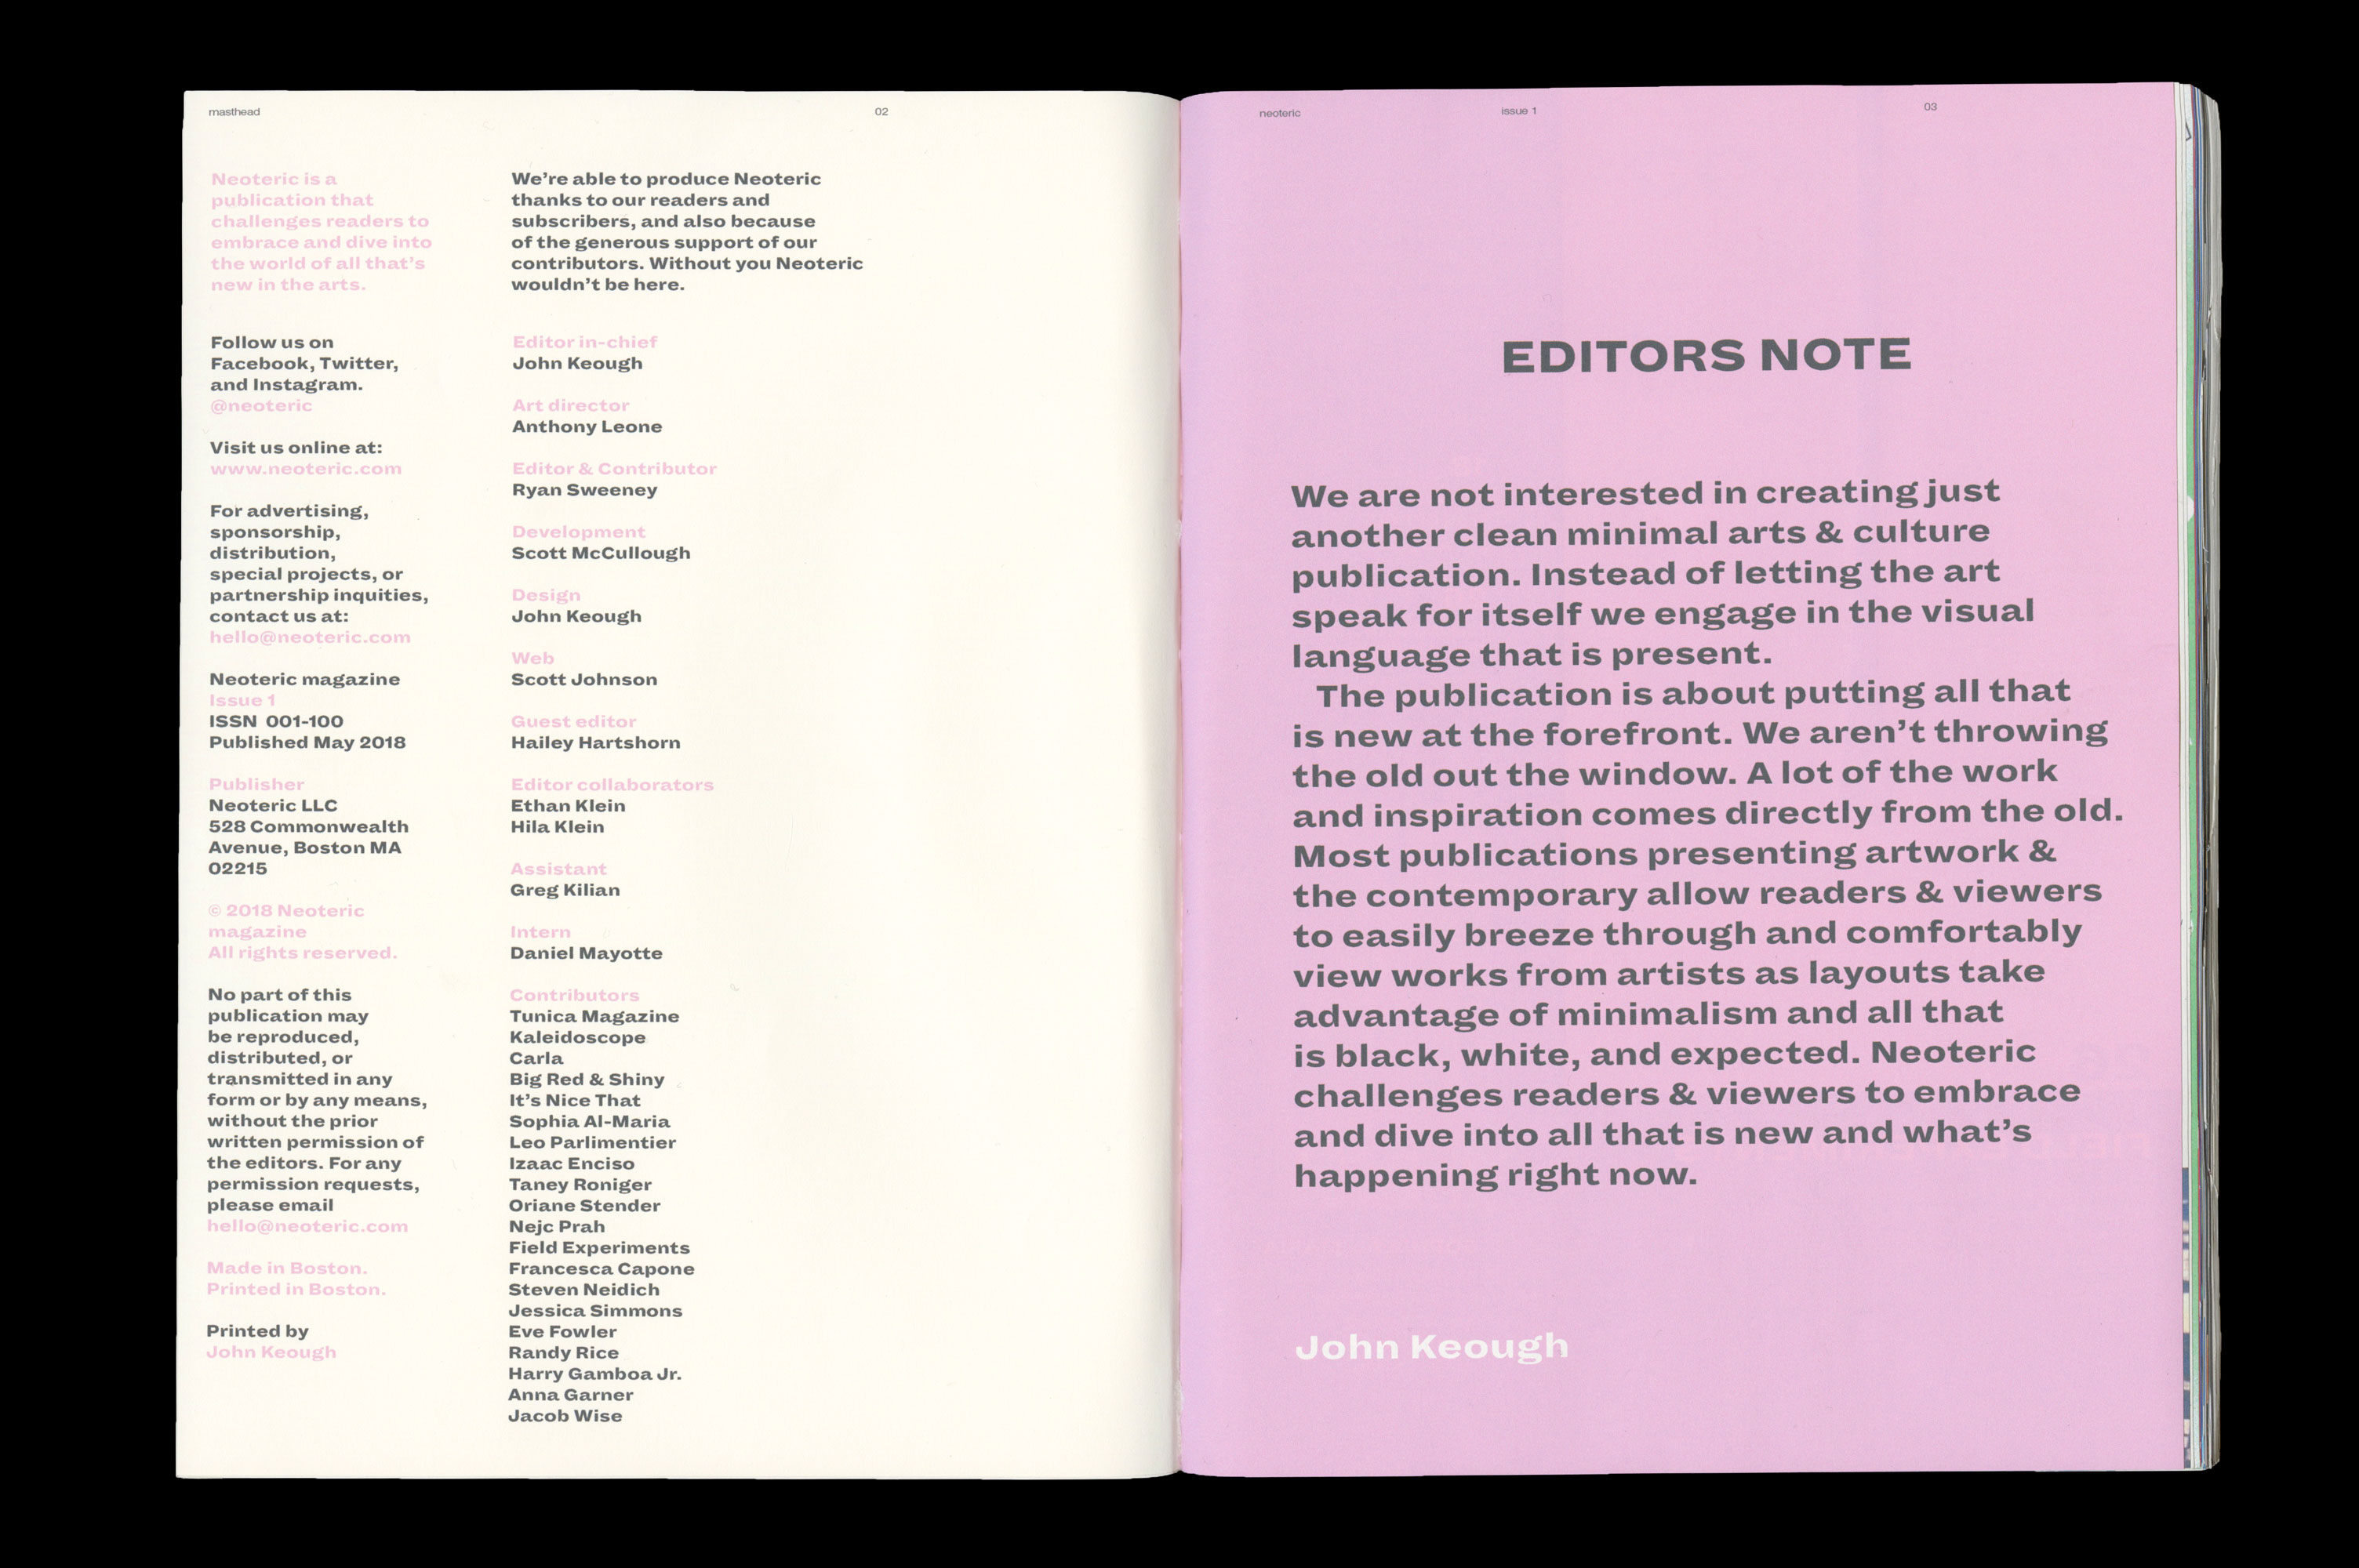 masthead
02
Neoteric is a
publication that
challenges readers to
embrace and dive into
the world of all that's
new in the arts.
Follow us on
Facebook, Twitter,
and Instagram.
@neoteric
Visit us online at:
www.neoteric.com
For advertising,
sponsorship,
distribution,
special projects, or
partnership inquities,
contact us at:
hello@neoteric.com
Neoteric magazine
Issue 1
ISSN 001-100
Published May 2018
Publisher
Neoteric LLC
528 Commonwealth
Avenue, Boston MA
02215
© 2018 Neoteric
magazine
All rights reserved.
No part of this
publication may
be reproduced,
distributed, or
transmitted in any
form or by any means,
without the prior
written permission of
the editors. For any
permission requests,
please email
hello@neoteric.com
Made in Boston.
Printed in Boston.
Printed by
John Keough
We're able to produce Neoteric
thanks to our readers and
subscribers, and also because
of the generous support of our
contributors. Without you Neoteric
wouldn't be here.
Editor in-chief
John Keough
Art director
Anthony Leone
Editor & Contributor
Ryan Sweeney
Development
Scott McCullough
Design
John Keough
Web
Scott Johnson
Guest editor
Hailey Hartshorn
Editor collaborators
Ethan Klein
Hila Klein
Assistant
Greg Kilian
Intern
Daniel Mayotte
Contributors
Tunica Magazine
Kaleidoscope
Carla
Big Red & Shiny
It's Nice That
Sophia Al-Maria
Leo Parlimentier
Izaac Enciso
Taney Roniger
Oriane Stender
Nejc Prah
Field Experiments
Francesca Capone
Steven Neidich
Jessica Simmons
Eve Fowler
Randy Rice
Harry Gamboa Jr.
Anna Garner
Jacob Wise
neoteric
issue 1
03
EDITORS NOTE
We are not interested in creating just
another clean minimal arts & culture
publication. Instead of letting the art
speak for itself we engage in the visual
language that is present.
The publication is about putting all that
is new at the forefront. We aren't throwing
the old out the window. A lot of the work
and inspiration comes directly from the old.
Most publications presenting artwork &
the contemporary allow readers & viewers
to easily breeze through and comfortably
view works from artists as layouts take
advantage of minimalism and all that
is black, white, and expected. Neoteric
challenges readers & viewers to embrace
and dive into all that is new and what's
happening right now.
John Keough